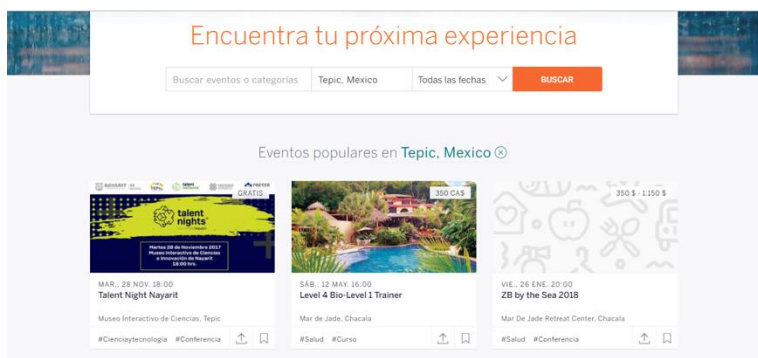 Encuentra tu próxima experiencia
Buscar eventos o categorías
Tepic, Mexico
Todas las fechas
BUSCAR
Eventos populares en Tepic, Mexico
NAYARIT
GRATIS
talent
nights
Martes 28 de Noviembre 2017
Museo Interactivo de Ciencias
e Innovación de Nayarit
18:00 hrs.
MAR., 28 NOV. 18:00
Talent Night Nayarit
Museo Interactivo de Ciencias, Tepic
#Cienciaytecnologia #Conferencia
350 CA$
SÁB., 12 MAY. 16:00
Level 4 Bio-Level 1 Trainer
Mar de Jade, Chacala
#Salud #Curso
350 $ - 1.150 $
VIE., 26 ENE. 20:00
ZB by the Sea 2018
Mar De Jade Retreat Center, Chacala
#Salud #Conferencia